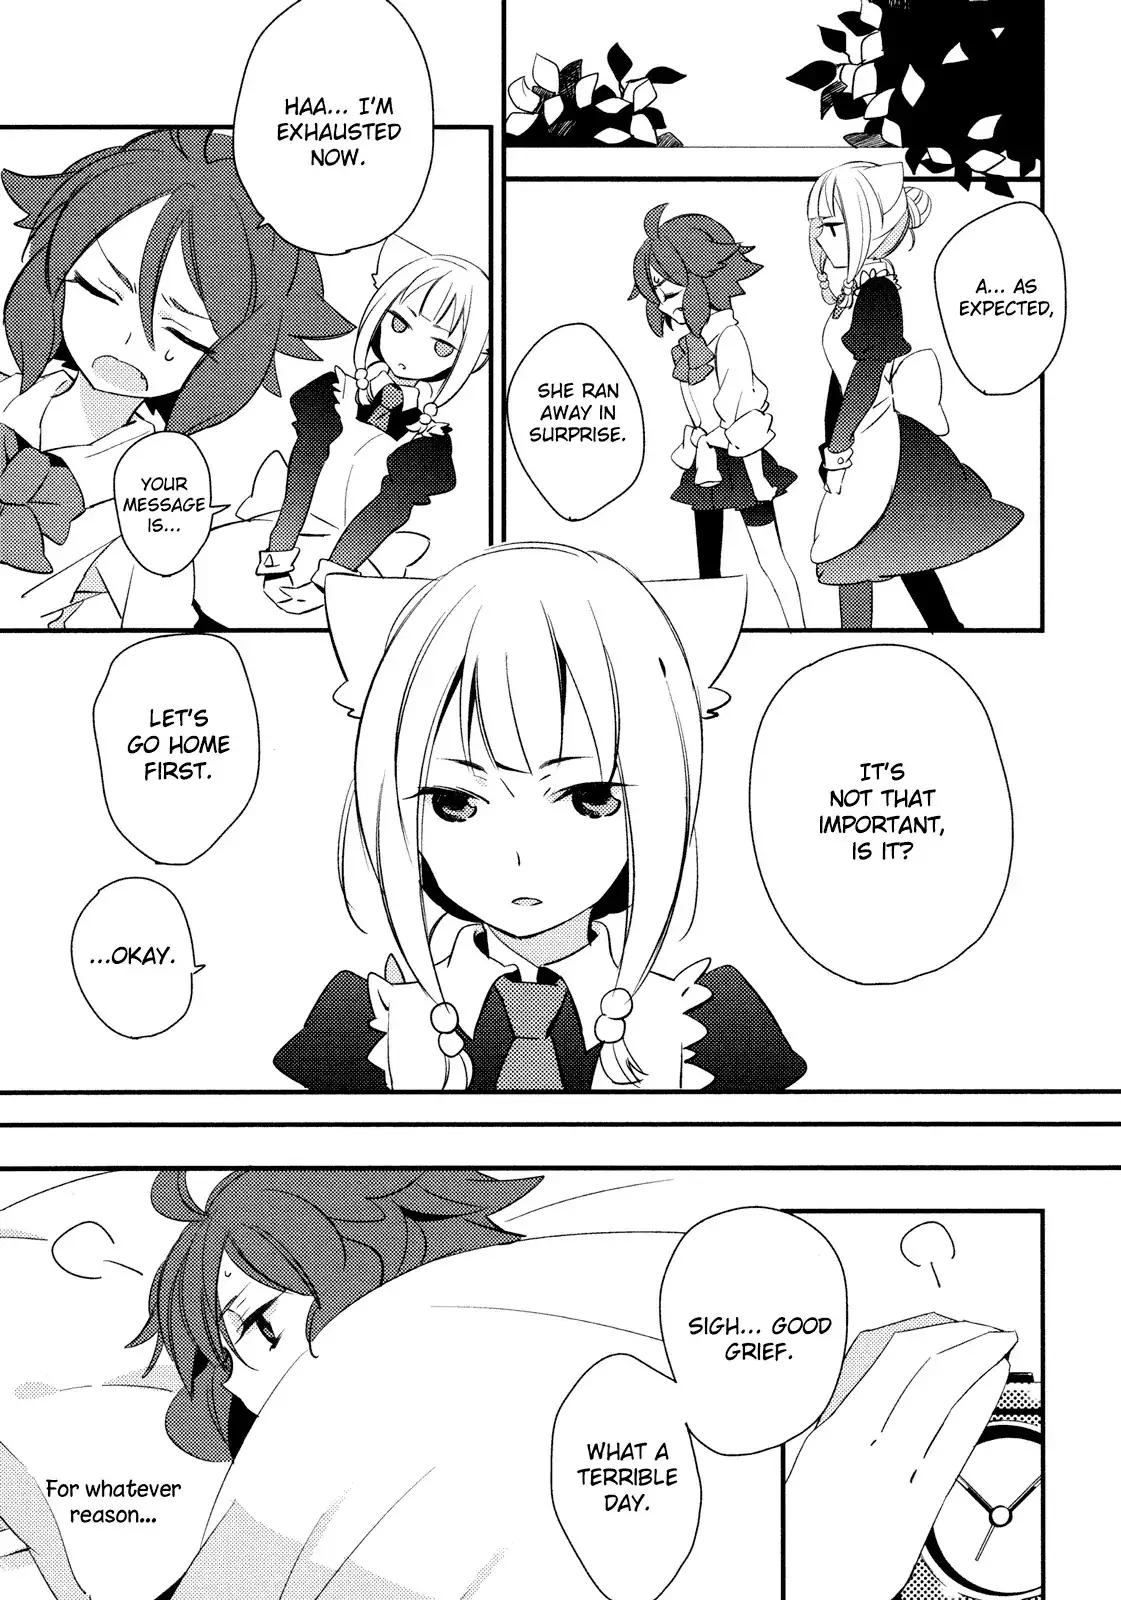 A... AS
EXPECTED,
SHE RAN
AWAY IN
SURPRISE.
HAA... I'M
EXHAUSTED
NOW.
YOUR
MESSAGE
IS...
IT'S
NOT THAT
IMPORTANT,
IS IT?
LET'S
GO HOME
FIRST.
...OKAY.
SIGH... GOOD
GRIEF.
WHAT A
TERRIBLE
DAY.
For whatever
reason...